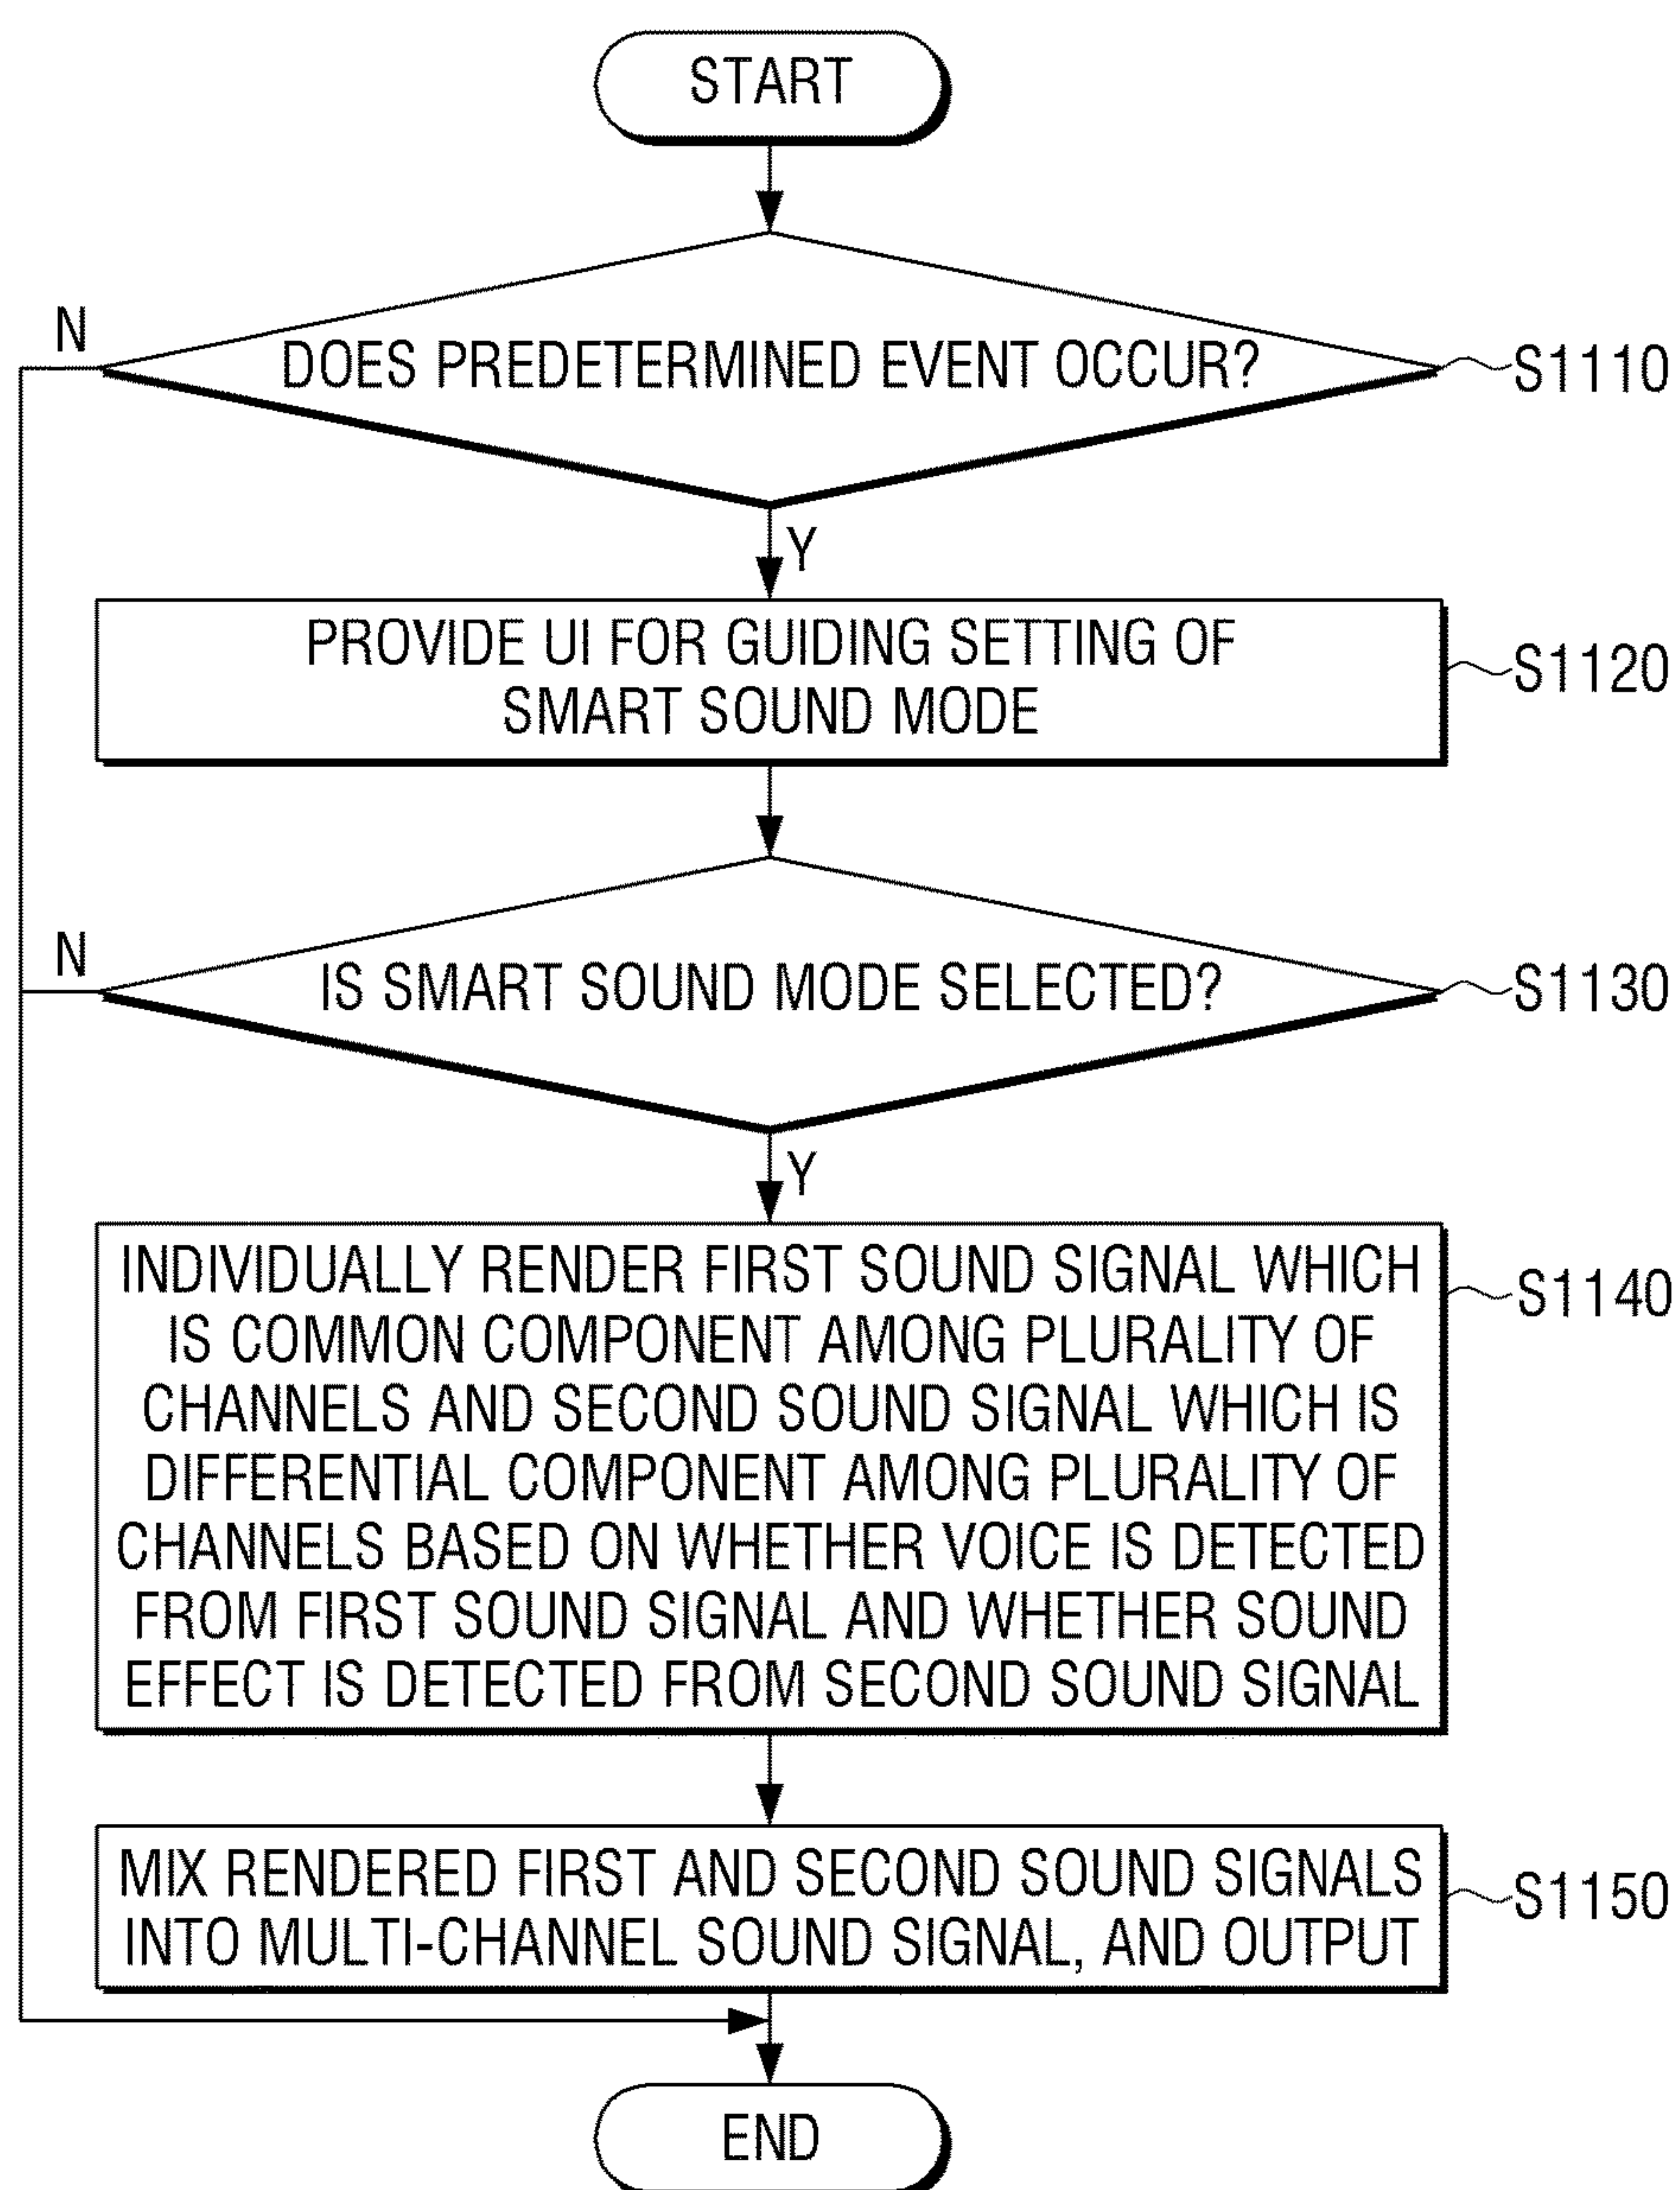 START
N
DOES PREDETERMINED EVENT OCCUR?
S1110
Y
PROVIDE UI FOR GUIDING SETTING OF
SMART SOUND MODE
S1120
N
IS SMART SOUND MODE SELECTED?
S1130
Y
INDIVIDUALLY RENDER FIRST SOUND SIGNAL WHICH
IS COMMON COMPONENT AMONG PLURALITY OF
CHANNELS AND SECOND SOUND SIGNAL WHICH IS
DIFFERENTIAL COMPONENT AMONG PLURALITY OF
CHANNELS BASED ON WHETHER VOICE IS DETECTED
FROM FIRST SOUND SIGNAL AND WHETHER SOUND
EFFECT IS DETECTED FROM SECOND SOUND SIGNAL
S1140
MIX RENDERED FIRST AND SECOND SOUND SIGNALS
INTO MULTI-CHANNEL SOUND SIGNAL, AND OUTPUT
S1150
END